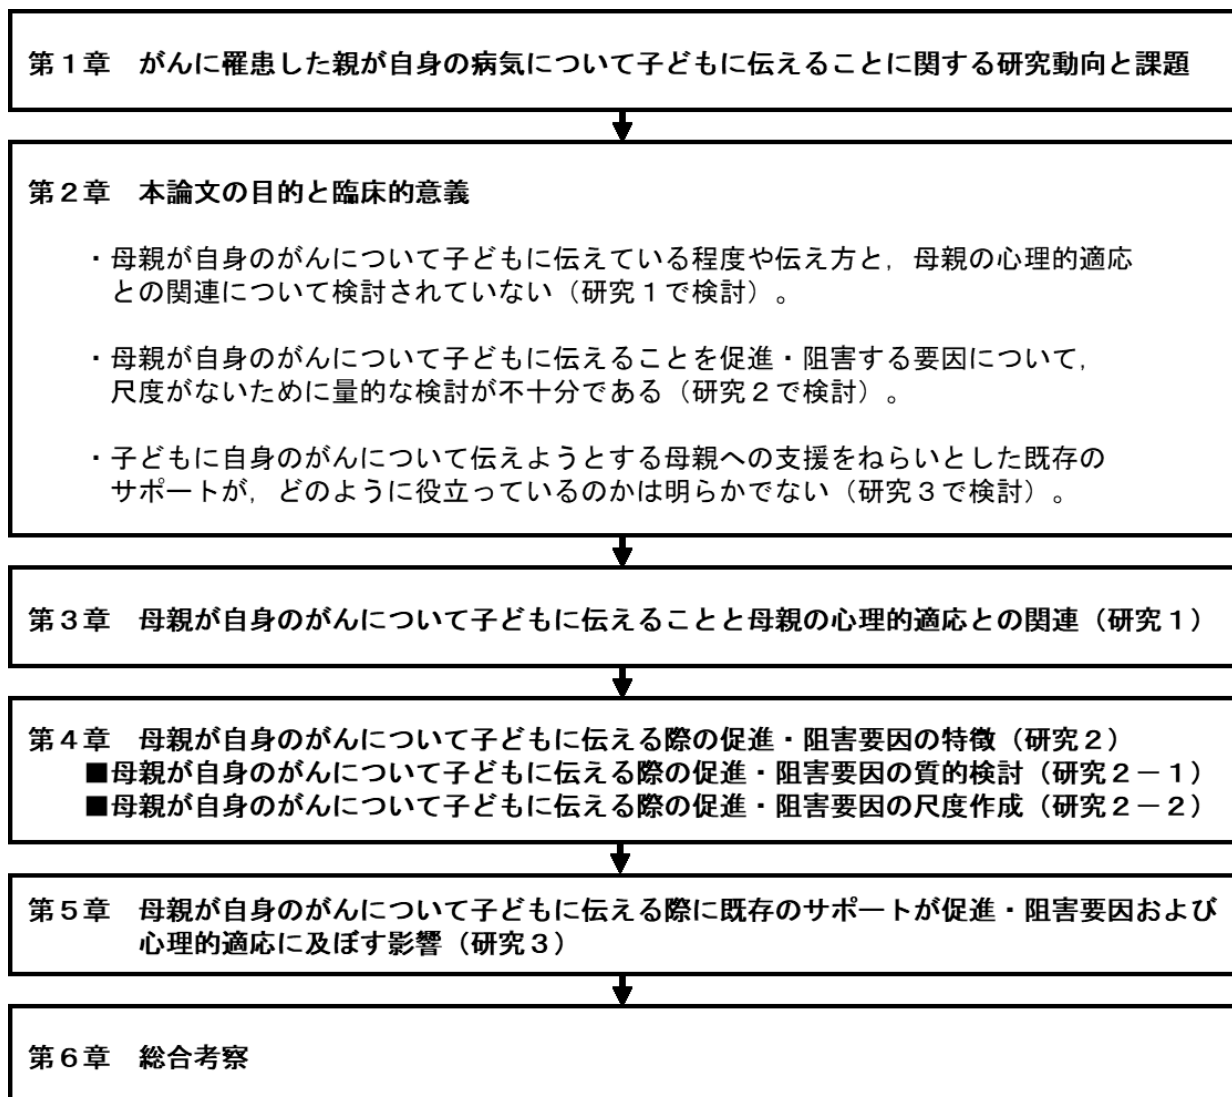 第１章　がんに罹患した親が自身の病気について子どもに伝えることに関する研究動向と課題
第２章　本論文の目的と臨床的意義
・母親が自身のがんについて子どもに伝えている程度や伝え方と，母親の心理的適応
との関連について検討されていない（研究１で検討）。
・母親が自身のがんについて子どもに伝えることを促進・阻害する要因について，
尺度がないために量的な検討が不十分である（研究２で検討）。
・子どもに自身のがんについて伝えようとする母親への支援をねらいとした既存の
サポートが，どのように役立っているのかは明らかでない（研究３で検討）。
第３章　母親が自身のがんについて子どもに伝えることと母親の心理的適応との関連（研究１）
第４章　母親が自身のがんについて子どもに伝える際の促進・阻害要因の特徴（研究２）
■母親が自身のがんについて子どもに伝える際の促進・阻害要因の質的検討（研究２－１）
■母親が自身のがんについて子どもに伝える際の促進・阻害要因の尺度作成（研究２－２）
第５章　母親が自身のがんについて子どもに伝える際に既存のサポートが促進・阻害要因および
心理的適応に及ぼす影響（研究３）
第６章　総合考察